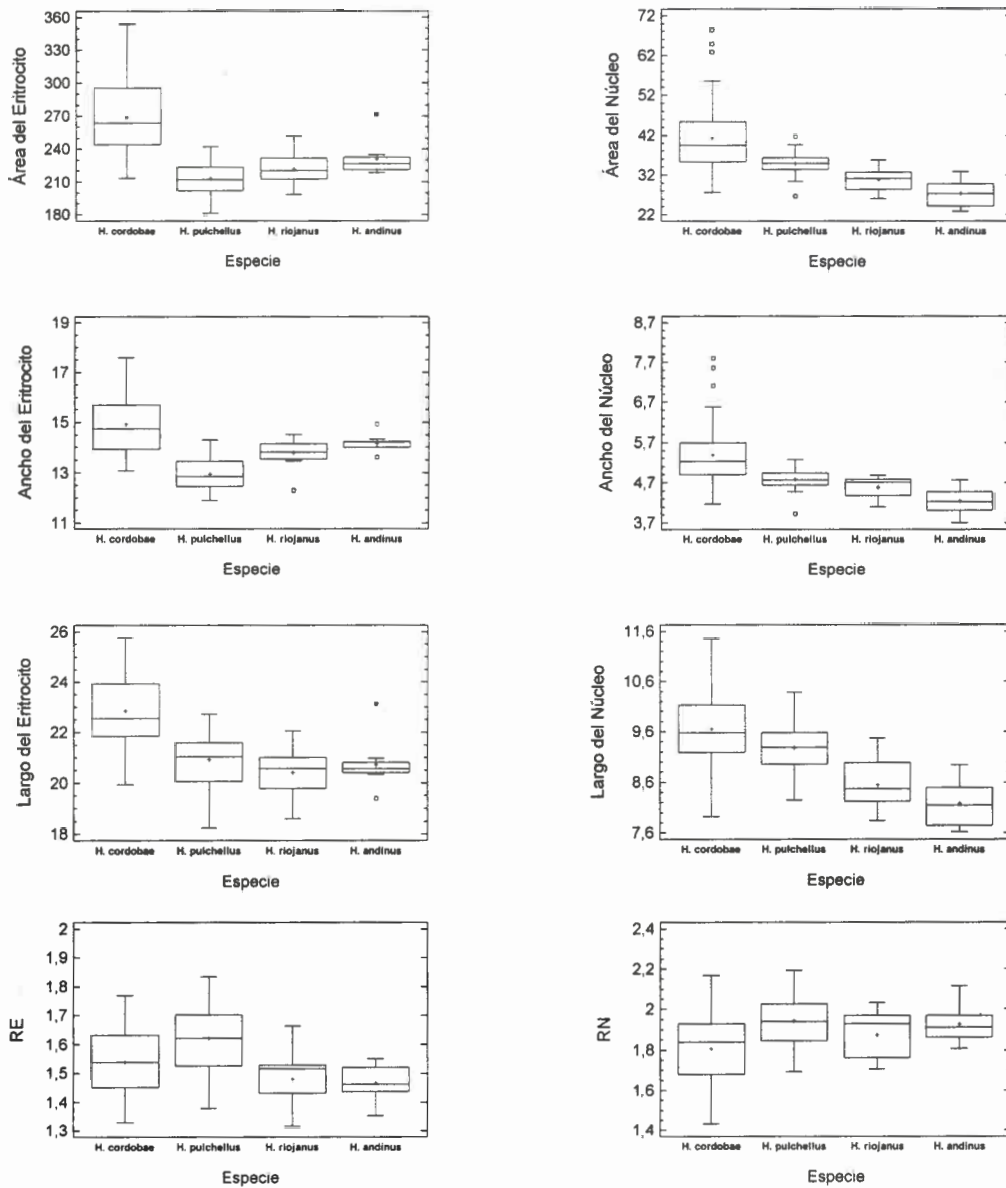 Área del Eritrocito
360
330
300
270
240
210
180
H. cordobae H. pulchellus H. riojanus H. andinus
Especie
Área del Núcleo
72
62
52
42
32
22
H. cordobae H. pulchellus H. riojanus H. andinus
Especie
Ancho del Eritrocito
19
17
15
13
11
H. cordobae H. pulchellus H. riojanus H. andinus
Especie
Ancho del Núcleo
8,7
7,7
6,7
5,7
4,7
3,7
H. cordobae H. pulchellus H. riojanus H. andinus
Especie
Largo del Eritrocito
26
24
22
20
18
H. cordobae H. pulchellus H. riojanus H. andinus
Especie
Largo del Núcleo
11,6
10,6
9,6
8,6
7,6
H. cordobae H. pulchellus H. riojanus H. andinus
Especie
RE
2
1,9
1,8
1,7
1,6
1,5
1,4
1,3
H. cordobae H. pulchellus H. riojanus H. andinus
Especie
RN
2,4
2,2
2
1,8
1,6
1,4
H. cordobae H. pulchellus H. riojanus H. andinus
Especie